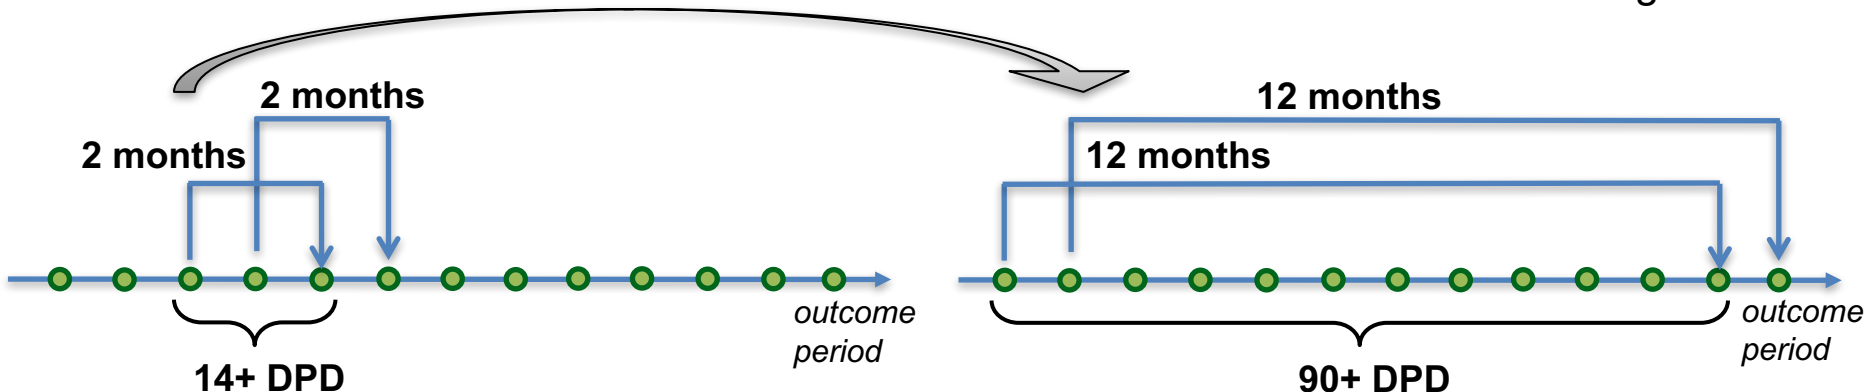 2 months
2 months
outcome
period
14+ DPD
12 months
12 months
outcome
period
90+ DPD